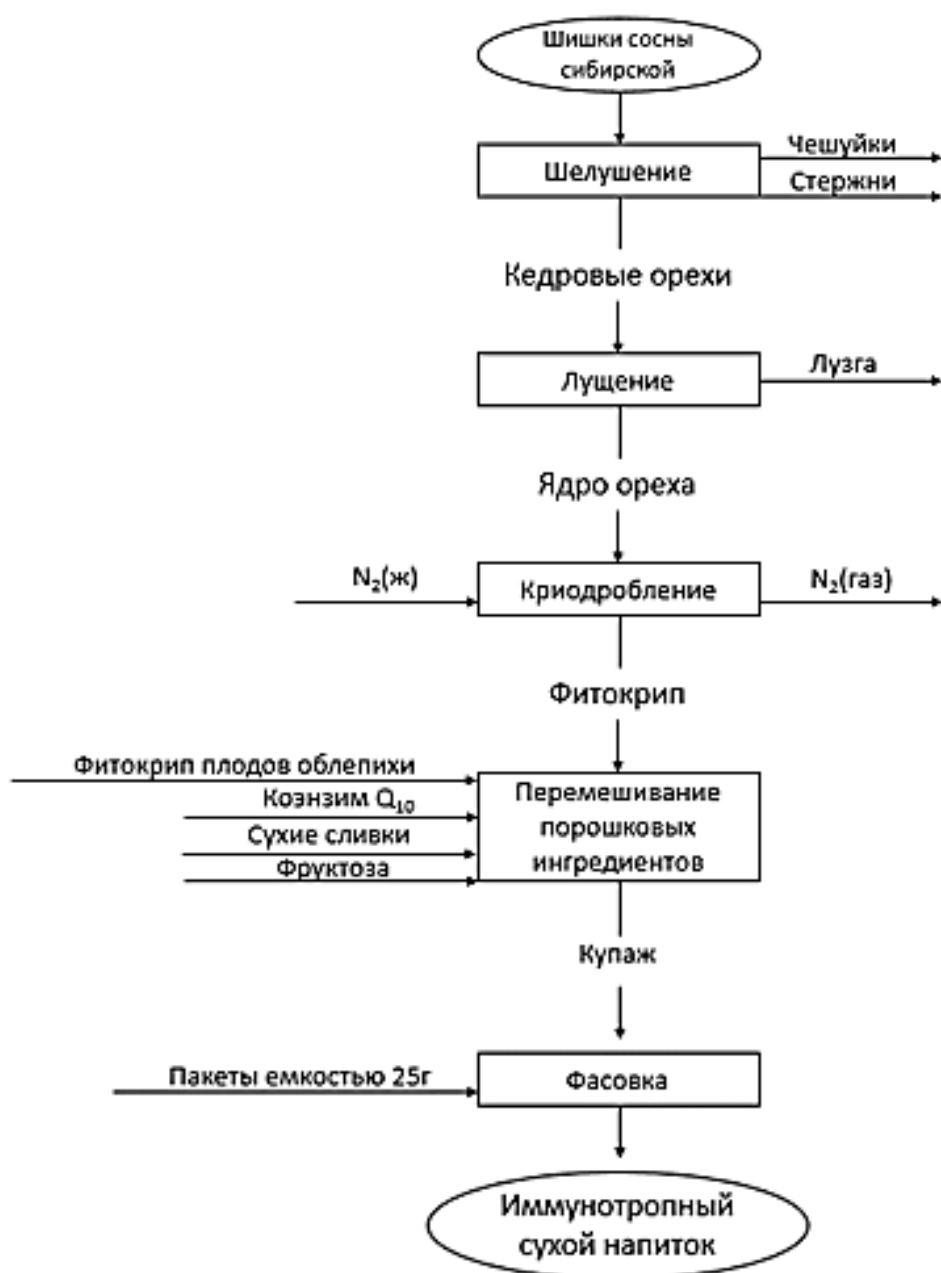 Шишки сосны
сибирской
Чешуйки
Шелушение
Стержни
Кедровые орехи
Лузга
Лущение
Ядро ореха
N₂(ж)
N₂(газ)
Криодробление
Фитокрип
Фитокрип плодов облепихи
Коэнзим Q₁₀
Сухие сливки
Фруктоза
Перемешивание
порошковых
ингредиентов
Купаж
Пакеты емкостью 25г
Фасовка
Иммунотропный
сухой напиток